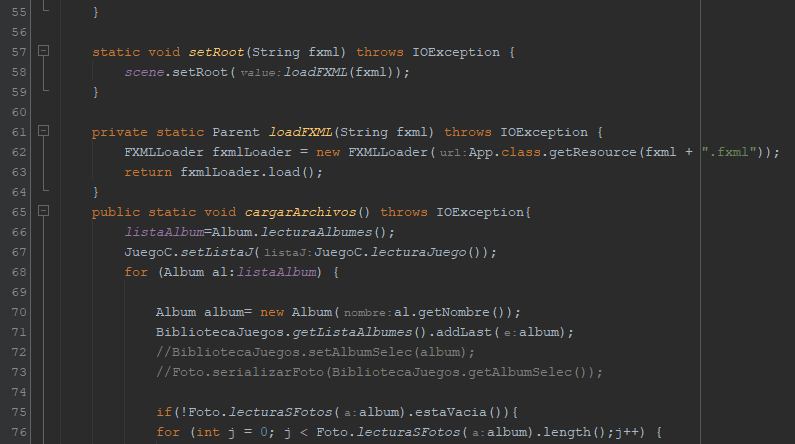 55 }
56
57 static void setRoot(String fxml) throws IOException {
58 scene.setRoot( value: loadFXML(fxml));
59 }
60
61 private static Parent loadFXML(String fxml) throws IOException {
62 FXMLLoader fxmlLoader = new FXMLLoader( url: App.class.getResource(fxml + ".fxml"));
63 return fxmlLoader.load();
64 }
65 public static void cargarArchivos() throws IOException{
66 listaAlbum=Album.lecturaAlbumes();
67 JuegoC.setListaJ( listaJ: JuegoC.lecturaJuego());
68 for (Album al:listaAlbum) {
69
70 Album album= new Album( nombre: al.getNombre());
71 BibliotecaJuegos.getListaAlbumes().addLast( e: album);
72 //BibliotecaJuegos.setAlbumSelec(album);
73 //Foto.serializarFoto(BibliotecaJuegos.getAlbumSelec());
74
75 if(!Foto.lecturaSFotos( a: album).estaVacia()){
76 for (int j = 0; j < Foto.lecturaSFotos( a: album).length();j++) {